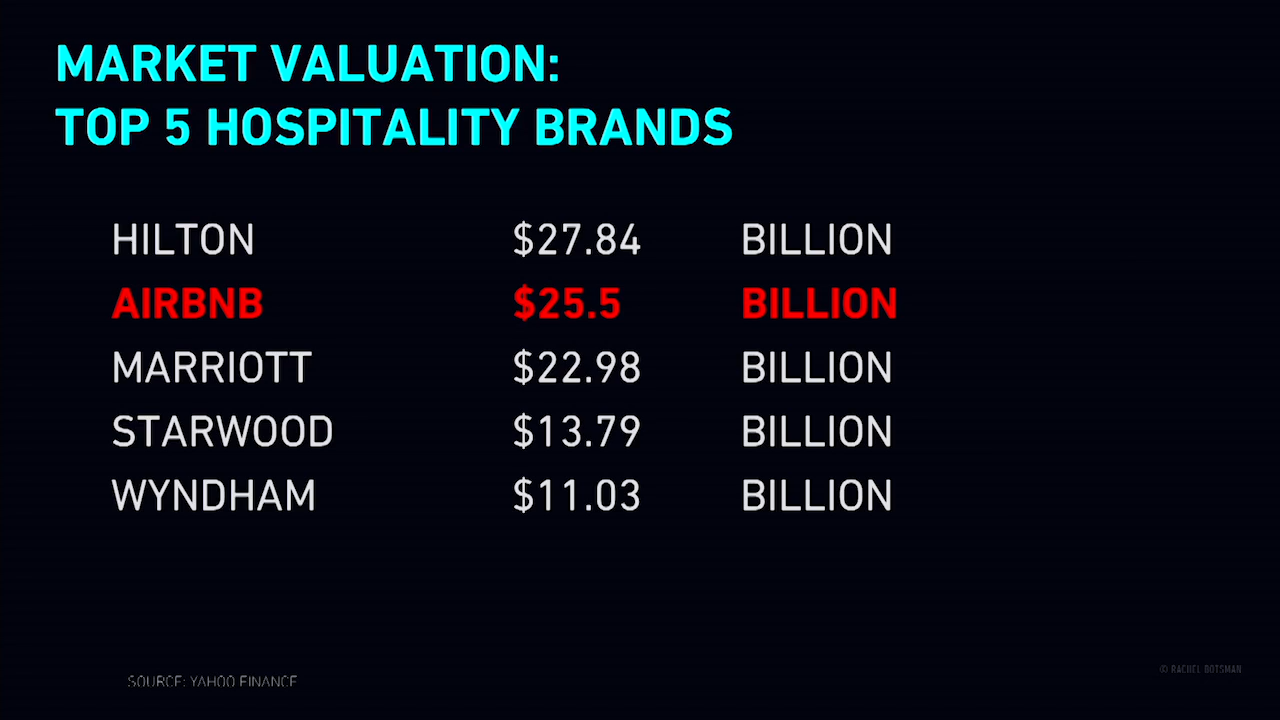 MARKET VALUATION:
TOP 5 HOSPITALITY BRANDS
HILTON $27.84 BILLION
AIRBNB $25.5 BILLION
MARRIOTT $22.98 BILLION
STARWOOD $13.79 BILLION
WYNDHAM $11.03 BILLION
© RACHEL BOTSMAN
SOURCE: YAHOO FINANCE